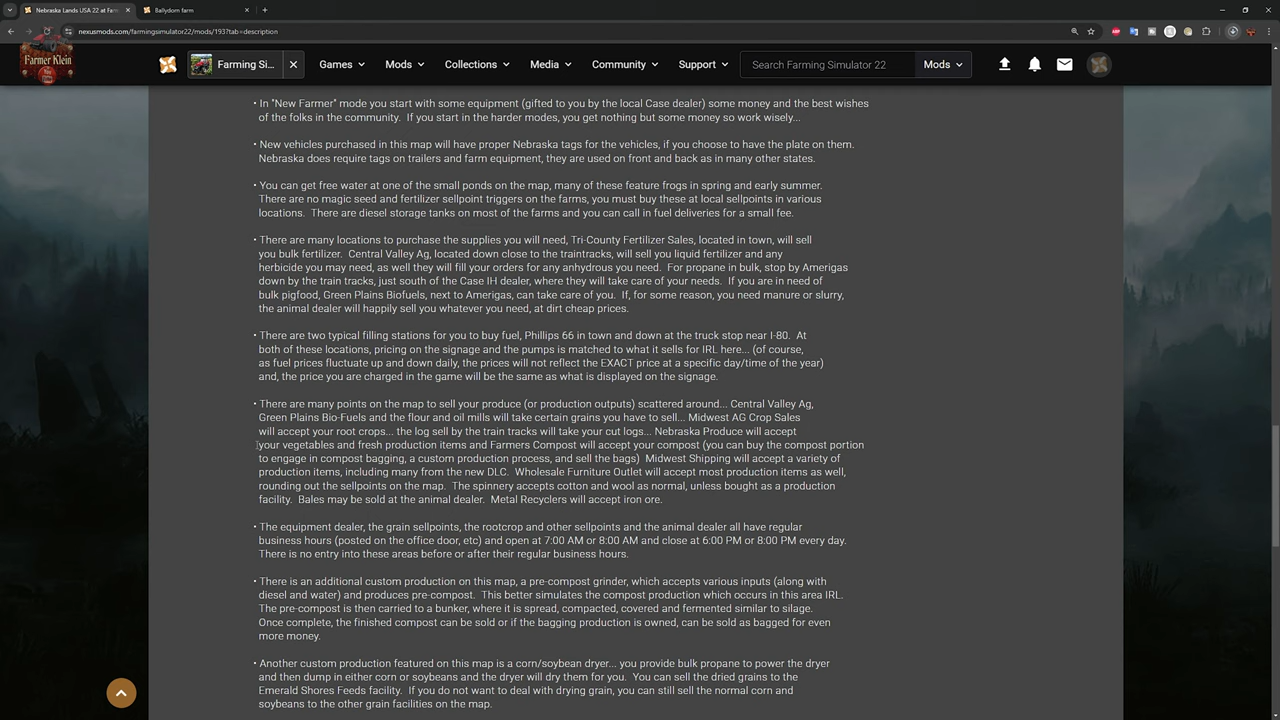 Nebraska Lands USA 22 at Farm
Ballydorn farm
nexusmods.com/farmingsimulator22/mods/193?tab=description
Farmer Klein
Farming Si...
Games
Mods
Collections
Media
Community
Support
Search Farming Simulator 22
Mods
• In "New Farmer" mode you start with some equipment (gifted to you by the local Case dealer) some money and the best wishes
of the folks in the community.  If you start in the harder modes, you get nothing but some money so work wisely...
• New vehicles purchased in this map will have proper Nebraska tags for the vehicles, if you choose to have the plate on them.
Nebraska does require tags on trailers and farm equipment, they are used on front and back as in many other states.
• You can get free water at one of the small ponds on the map, many of these feature frogs in spring and early summer.
There are no magic seed and fertilizer sellpoint triggers on the farms, you must buy these at local sellpoints in various
locations.  There are diesel storage tanks on most of the farms and you can call in fuel deliveries for a small fee.
• There are many locations to purchase the supplies you will need, Tri-County Fertilizer Sales, located in town, will sell
you bulk fertilizer.  Central Valley Ag, located down close to the traintracks, will sell you liquid fertilizer and any
herbicide you may need, as well they will fill your orders for any anhydrous you need.  For propane in bulk, stop by Amerigas
down by the train tracks, just south of the Case IH dealer, where they will take care of your needs.  If you are in need of
bulk pigfood, Green Plains Biofuels, next to Amerigas, can take care of you.  If, for some reason, you need manure or slurry,
the animal dealer will happily sell you whatever you need, at dirt cheap prices.
• There are two typical filling stations for you to buy fuel, Phillips 66 in town and down at the truck stop near I-80.  At
both of these locations, pricing on the signage and the pumps is matched to what it sells for IRL here... (of course,
as fuel prices fluctuate up and down daily, the prices will not reflect the EXACT price at a specific day/time of the year)
and, the price you are charged in the game will be the same as what is displayed on the signage.
• There are many points on the map to sell your produce (or production outputs) scattered around... Central Valley Ag,
Green Plains Bio-Fuels and the flour and oil mills will take certain grains you have to sell... Midwest AG Crop Sales
will accept your root crops... the log sell by the train tracks will take your cut logs... Nebraska Produce will accept
your vegetables and fresh production items and Farmers Compost will accept your compost (you can buy the compost portion
to engage in compost bagging, a custom production process, and sell the bags)  Midwest Shipping will accept a variety of
production items, including many from the new DLC.  Wholesale Furniture Outlet will accept most production items as well,
rounding out the sellpoints on the map.  The spinnery accepts cotton and wool as normal, unless bought as a production
facility.  Bales may be sold at the animal dealer.  Metal Recyclers will accept iron ore.
• The equipment dealer, the grain sellpoints, the rootcrop and other sellpoints and the animal dealer all have regular
business hours (posted on the office door, etc) and open at 7:00 AM or 8:00 AM and close at 6:00 PM or 8:00 PM every day.
There is no entry into these areas before or after their regular business hours.
• There is an additional custom production on this map, a pre-compost grinder, which accepts various inputs (along with
diesel and water) and produces pre-compost.  This better simulates the compost production which occurs in this area IRL.
The pre-compost is then carried to a bunker, where it is spread, compacted, covered and fermented similar to silage.
Once complete, the finished compost can be sold or if the bagging production is owned, can be sold as bagged for even
more money.
• Another custom production featured on this map is a corn/soybean dryer... you provide bulk propane to power the dryer
and then dump in either corn or soybeans and the dryer will dry them for you.  You can sell the dried grains to the
Emerald Shores Feeds facility.  If you do not want to deal with drying grain, you can still sell the normal corn and
soybeans to the other grain facilities on the map.